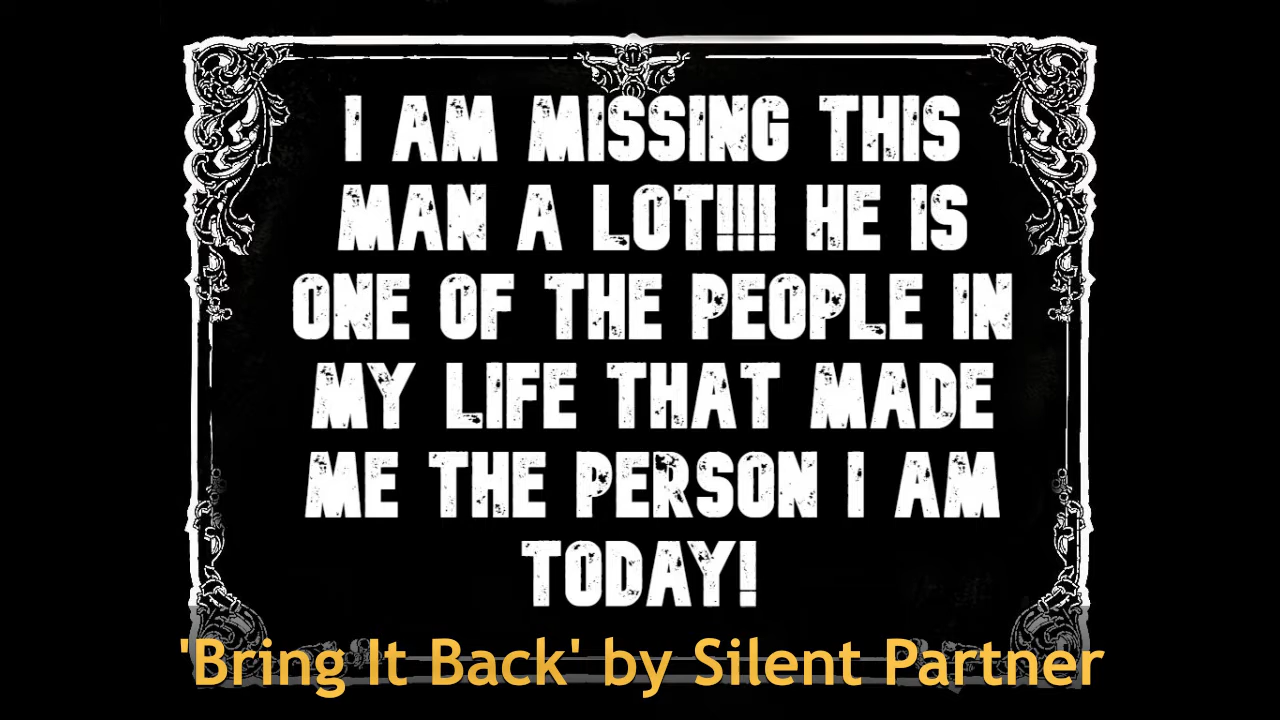 I AM MISSING THIS
MAN A LOT!!! HE IS
ONE OF THE PEOPLE IN
MY LIFE THAT MADE
ME THE PERSON I AM
TODAY!
'Bring It Back' by Silent Partner